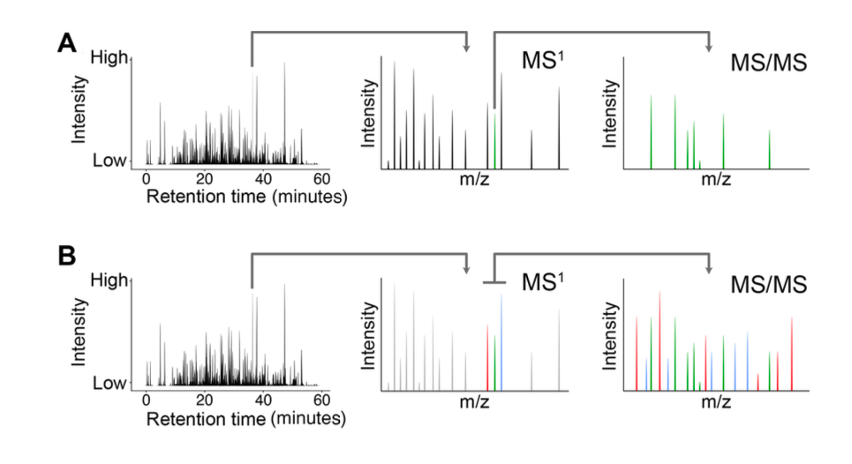 A
High
Low
Intensity
0 20 40 60
Retention time (minutes)
MS¹
Intensity
m/z
MS/MS
Intensity
m/z
B
High
Low
Intensity
0 20 40 60
Retention time (minutes)
MS¹
Intensity
m/z
MS/MS
Intensity
m/z